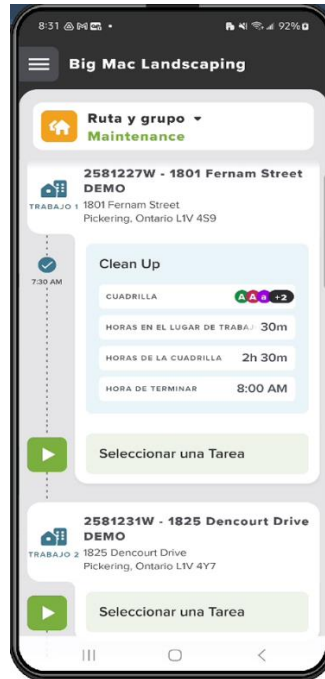 8:31
92%
Big Mac Landscaping
Ruta y grupo
Maintenance
2581227W - 1801 Fernam Street
DEMO
TRABAJO 1
1801 Fernam Street
Pickering, Ontario L1V 4S9
7:30 AM
Clean Up
CUADRILLA
A A a +2
HORAS EN EL LUGAR DE TRABAJ
30m
HORAS DE LA CUADRILLA
2h 30m
HORA DE TERMINAR
8:00 AM
Seleccionar una Tarea
2581231W - 1825 Dencourt Drive
DEMO
TRABAJO 2
1825 Dencourt Drive
Pickering, Ontario L1V 4Y7
Seleccionar una Tarea